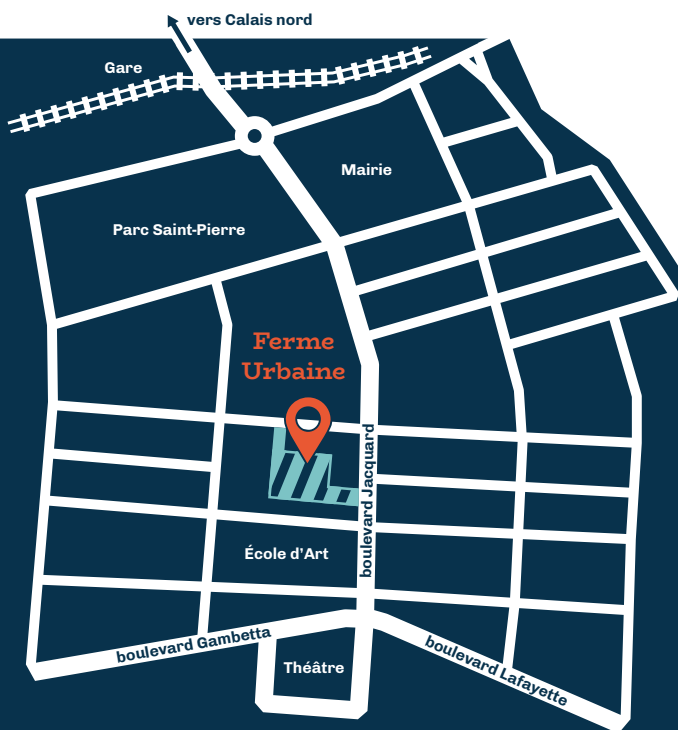 vers Calais nord
Gare
Mairie
Parc Saint-Pierre
Ferme
Urbaine
boulevard Jacquard
École d’Art
boulevard Gambetta
boulevard Lafayette
Théâtre